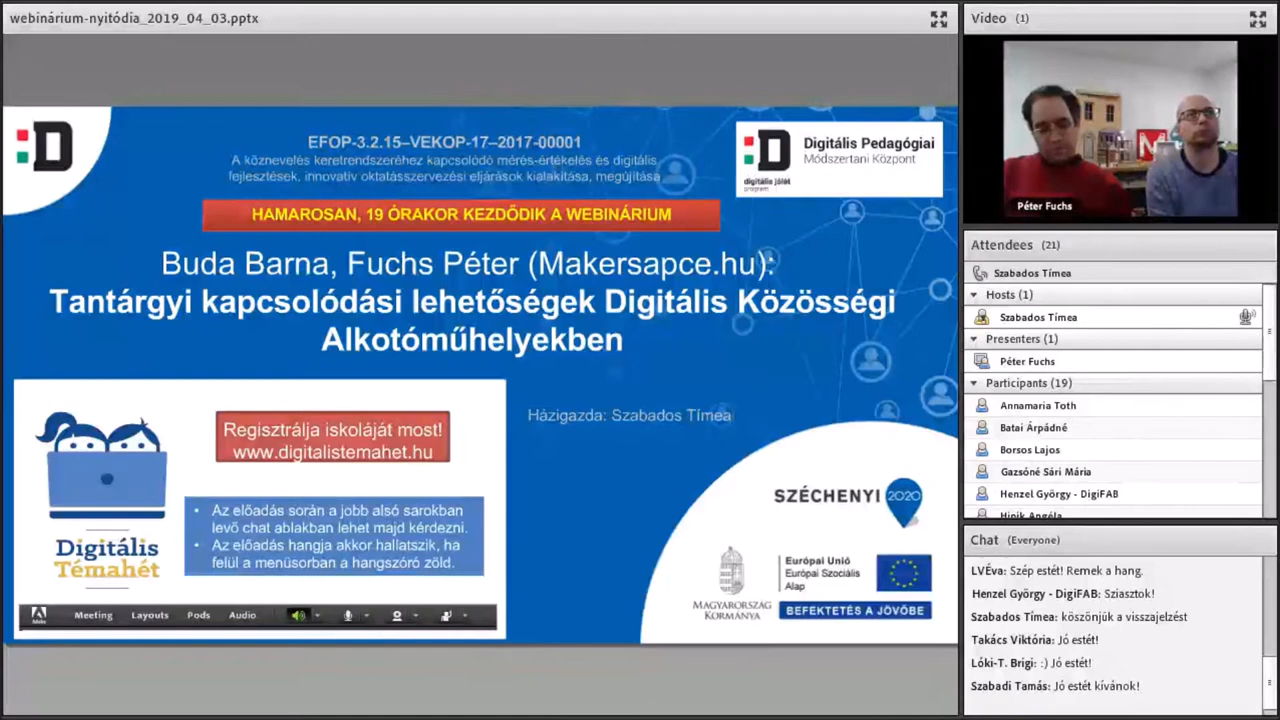 webinárium-nyitódia_2019_04_03.pptx
:D
EFOP-3.2.15–VEKOP-17–2017-00001
A köznevelés keretrendszeréhez kapcsolódó mérés-értékelés és digitális
fejlesztések, innovatív oktatásszervezési eljárások kialakítása, megújítása
:D
digitális jólét
program
Digitális Pedagógiai
Módszertani Központ
HAMAROSAN, 19 ÓRAKOR KEZDŐDIK A WEBINÁRIUM
Buda Barna, Fuchs Péter (Makersapce.hu):
Tantárgyi kapcsolódási lehetőségek Digitális Közösségi
Alkotóműhelyekben
Házigazda: Szabados Tímea
Regisztrálja iskoláját most!
www.digitalistemahet.hu
Digitális
Témahét
• Az előadás során a jobb alsó sarokban
levő chat ablakban lehet majd kérdezni.
• Az előadás hangja akkor hallatszik, ha
felül a menüsorban a hangszóró zöld.
Adobe
Meeting
Layouts
Pods
Audio
SZÉCHENYI 2020
MAGYARORSZÁG
KORMÁNYA
Európai Unió
Európai Szociális
Alap
BEFEKTETÉS A JÖVŐBE
Video (1)
M
Péter Fuchs
Attendees (21)
Szabados Tímea
Hosts (1)
Szabados Tímea
Presenters (1)
Péter Fuchs
Participants (19)
Annamaria Toth
Batai Árpádné
Borsos Lajos
Gazsóné Sári Mária
Henzel György - DigiFAB
Hipik Angéla
Chat (Everyone)
LVÉva: Szép estét! Remek a hang.
Henzel György - DigiFAB: Sziasztok!
Szabados Tímea: köszönjük a visszajelzést
Takács Viktória: Jó estét!
Lóki-T. Brigi: :) Jó estét!
Szabadi Tamás: Jó estét kívánok!